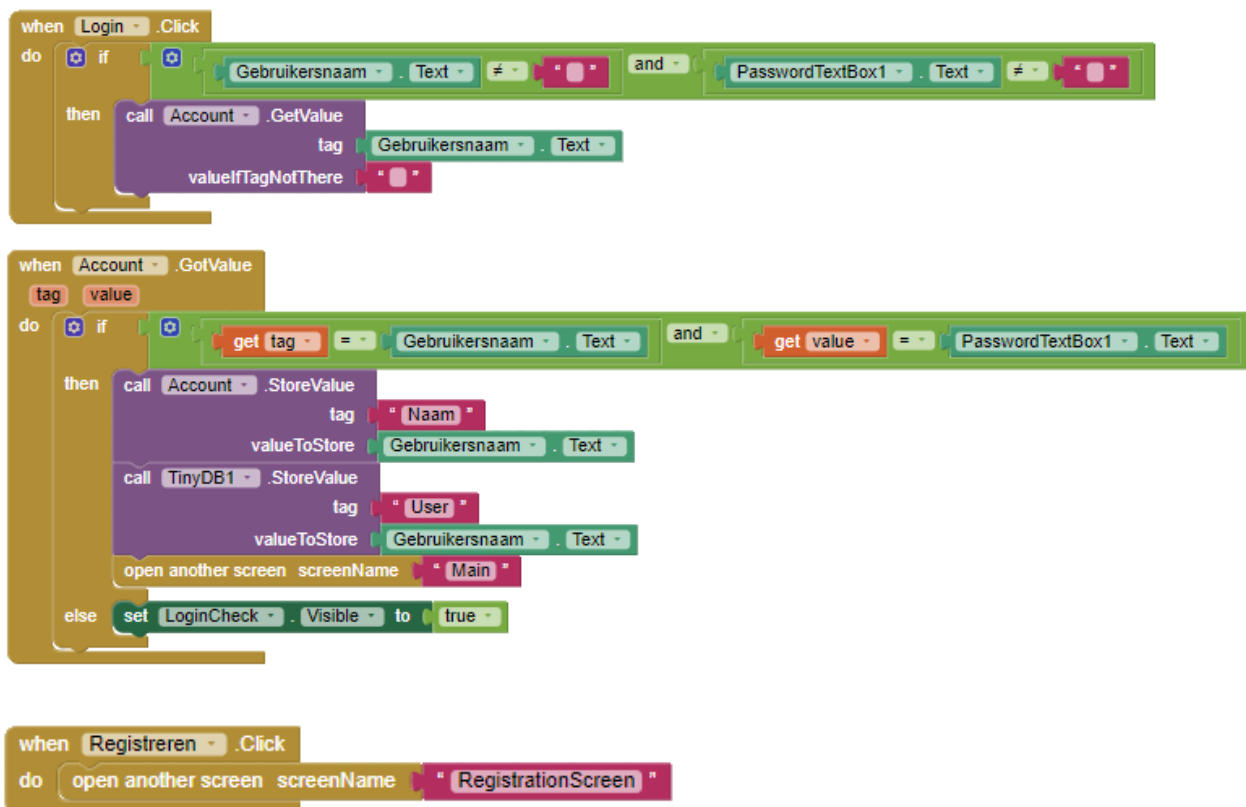 when Login .Click
do if Gebruikersnaam . Text ≠ " " and PasswordTextBox1 . Text ≠ " "
then call Account .GetValue
tag Gebruikersnaam . Text
valueIfTagNotThere " "
when Account .GotValue
tag value
do if get tag = Gebruikersnaam . Text and get value = PasswordTextBox1 . Text
then call Account .StoreValue
tag " Naam "
valueToStore Gebruikersnaam . Text
call TinyDB1 .StoreValue
tag " User "
valueToStore Gebruikersnaam . Text
open another screen screenName " Main "
else set LoginCheck . Visible to true
when Registreren .Click
do open another screen screenName " RegistrationScreen "